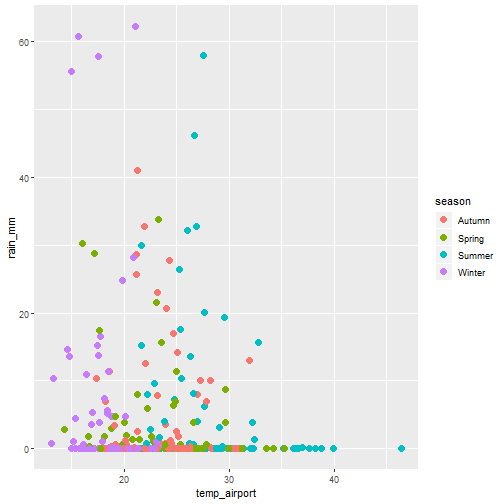 60
40
20
0
rain_mm
20
30
40
temp_airport
season
Autumn
Spring
Summer
Winter